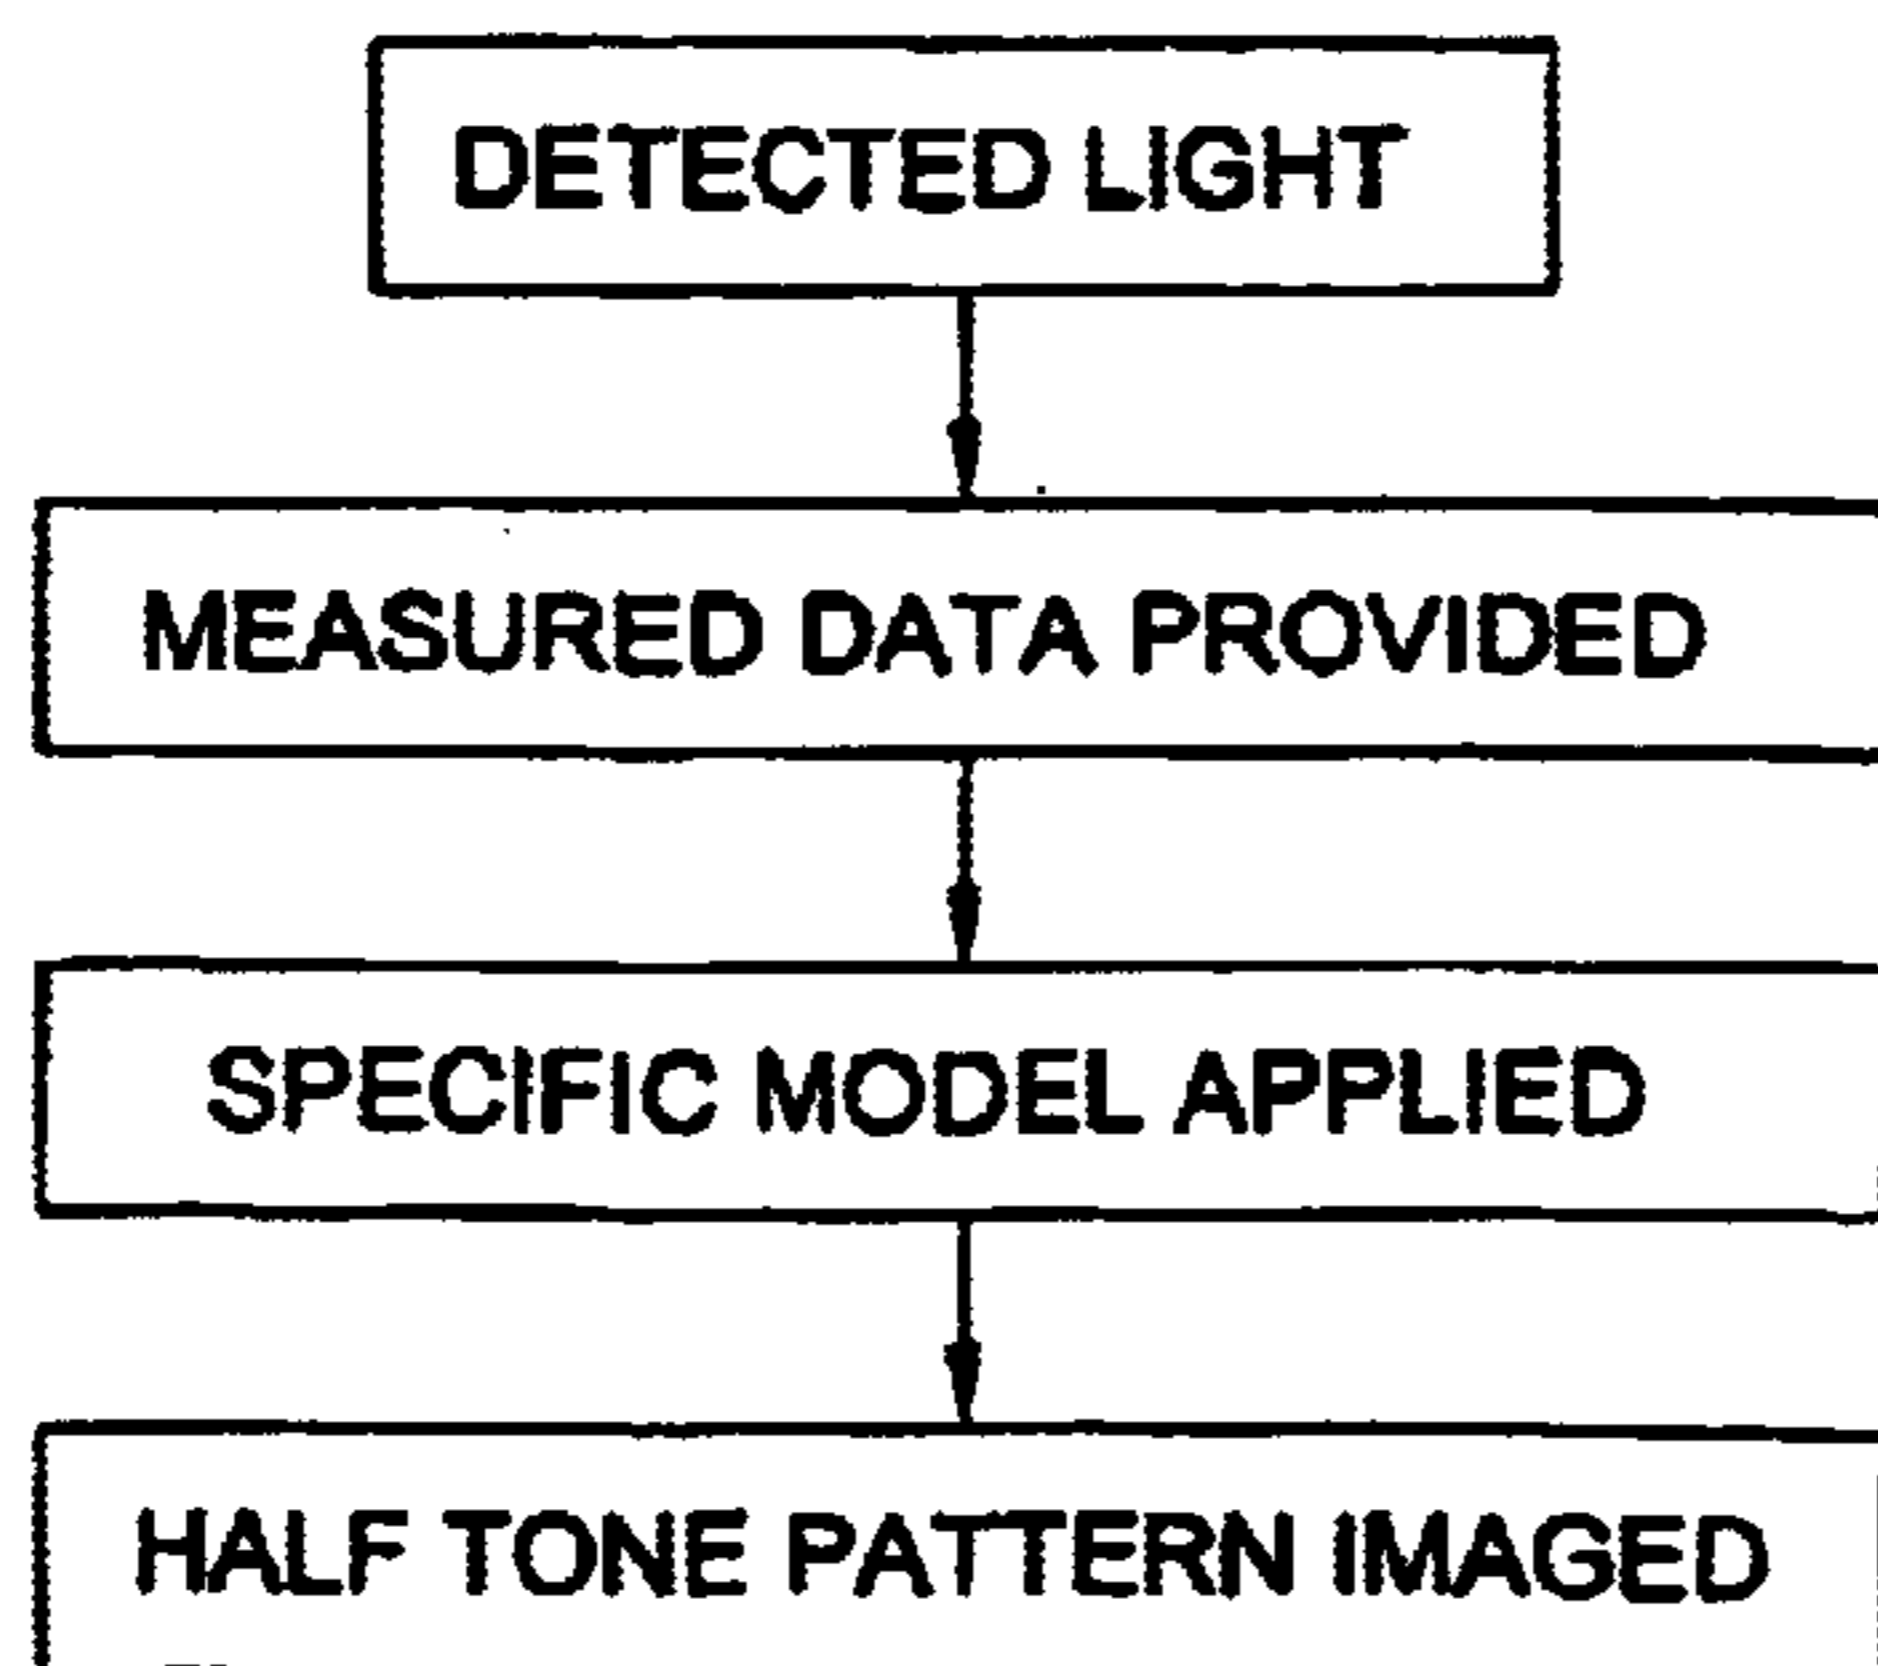 DETECTED LIGHT
MEASURED DATA PROVIDED
SPECIFIC MODEL APPLIED
HALF TONE PATTERN IMAGED